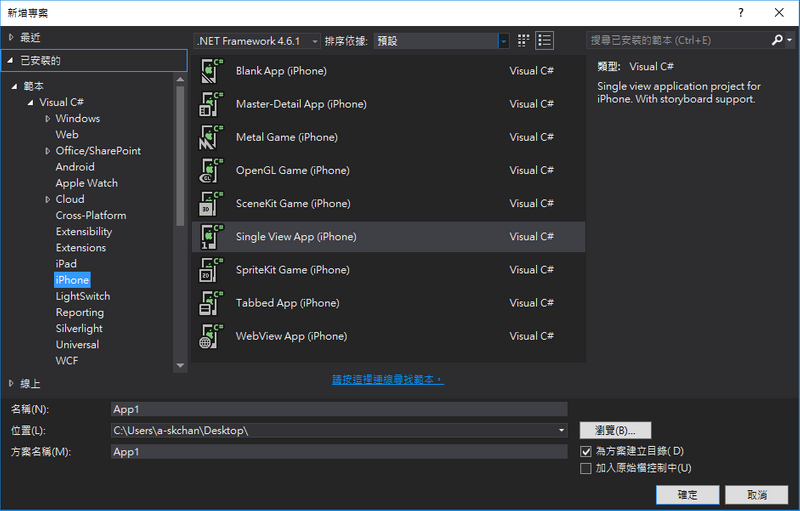 新增專案
最近
.NET Framework 4.6.1 排序依據: 預設
搜尋已安裝的範本 (Ctrl+E)
已安裝的
範本
Visual C#
Windows
Web
Office/SharePoint
Android
Apple Watch
Cloud
Cross-Platform
Extensibility
Extensions
iPad
iPhone
LightSwitch
Reporting
Silverlight
Universal
WCF
線上
Blank App (iPhone) Visual C#
Master-Detail App (iPhone) Visual C#
Metal Game (iPhone) Visual C#
OpenGL Game (iPhone) Visual C#
SceneKit Game (iPhone) Visual C#
Single View App (iPhone) Visual C#
SpriteKit Game (iPhone) Visual C#
Tabbed App (iPhone) Visual C#
WebView App (iPhone) Visual C#
請按這裡連線尋找範本。
類型: Visual C#
Single view application project for
iPhone. With storyboard support.
名稱(N): App1
位置(L): C:\Users\a-skchan\Desktop\ 瀏覽(B)...
方案名稱(M): App1
為方案建立目錄( D)
加入原始檔控制中(U)
確定 取消